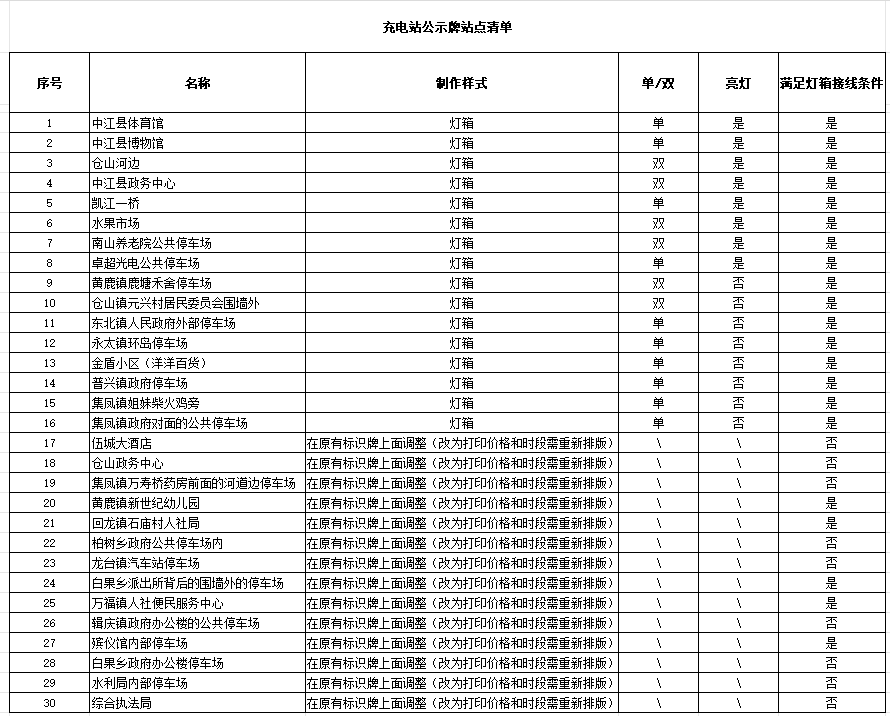 充电站公示牌站点清单
序号 名称 制作样式 单/双 亮灯 满足灯箱接线条件
1 中江县体育馆 灯箱 单 是 是
2 中江县博物馆 灯箱 单 是 是
3 仓山河边 灯箱 双 是 是
4 中江县政务中心 灯箱 双 是 是
5 凯江一桥 灯箱 单 是 是
6 水果市场 灯箱 双 是 是
7 南山养老院公共停车场 灯箱 双 是 是
8 卓超光电公共停车场 灯箱 单 是 是
9 黄鹿镇鹿塘禾舍停车场 灯箱 双 否 是
10 仓山镇元兴村居民委员会围墙外 灯箱 双 否 是
11 东北镇人民政府外部停车场 灯箱 单 否 是
12 永太镇环岛停车场 灯箱 单 否 是
13 金盾小区（洋洋百货） 灯箱 单 否 是
14 普兴镇政府停车场 灯箱 单 否 是
15 集凤镇姐妹柴火鸡旁 灯箱 单 否 是
16 集凤镇政府对面的公共停车场 灯箱 单 否 是
17 伍城大酒店 在原有标识牌上面调整（改为打印价格和时段需重新排版） \ \ 否
18 仓山政务中心 在原有标识牌上面调整（改为打印价格和时段需重新排版） \ \ 否
19 集凤镇万寿桥药房前面的河道边停车场 在原有标识牌上面调整（改为打印价格和时段需重新排版） \ \ 否
20 黄鹿镇新世纪幼儿园 在原有标识牌上面调整（改为打印价格和时段需重新排版） \ \ 是
21 回龙镇石庙村人社局 在原有标识牌上面调整（改为打印价格和时段需重新排版） \ \ 是
22 柏树乡政府公共停车场内 在原有标识牌上面调整（改为打印价格和时段需重新排版） \ \ 否
23 龙台镇汽车站停车场 在原有标识牌上面调整（改为打印价格和时段需重新排版） \ \ 否
24 白果乡派出所背后的围墙外的停车场 在原有标识牌上面调整（改为打印价格和时段需重新排版） \ \ 是
25 万福镇人社便民服务中心 在原有标识牌上面调整（改为打印价格和时段需重新排版） \ \ 是
26 辑庆镇政府办公楼的公共停车场 在原有标识牌上面调整（改为打印价格和时段需重新排版） \ \ 否
27 殡仪馆内部停车场 在原有标识牌上面调整（改为打印价格和时段需重新排版） \ \ 是
28 白果乡政府办公楼停车场 在原有标识牌上面调整（改为打印价格和时段需重新排版） \ \ 否
29 水利局内部停车场 在原有标识牌上面调整（改为打印价格和时段需重新排版） \ \ 否
30 综合执法局 在原有标识牌上面调整（改为打印价格和时段需重新排版） \ \ 否